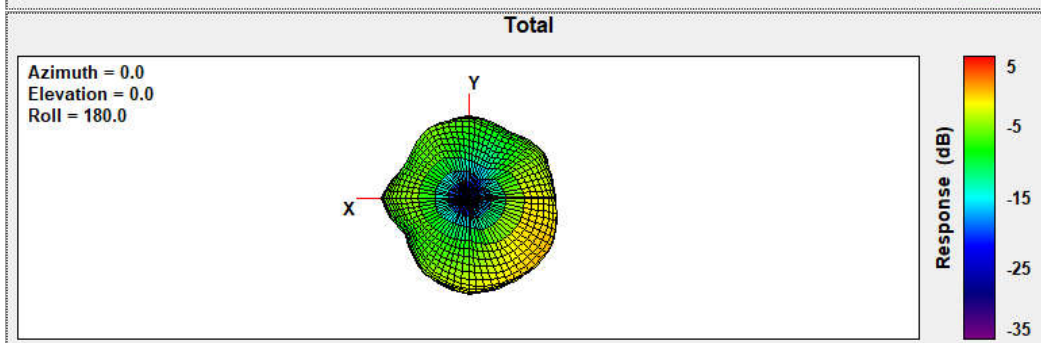 Total
Azimuth = 0.0
Elevation = 0.0
Roll = 180.0
Y
X
Response (dB)
5
-5
-15
-25
-35